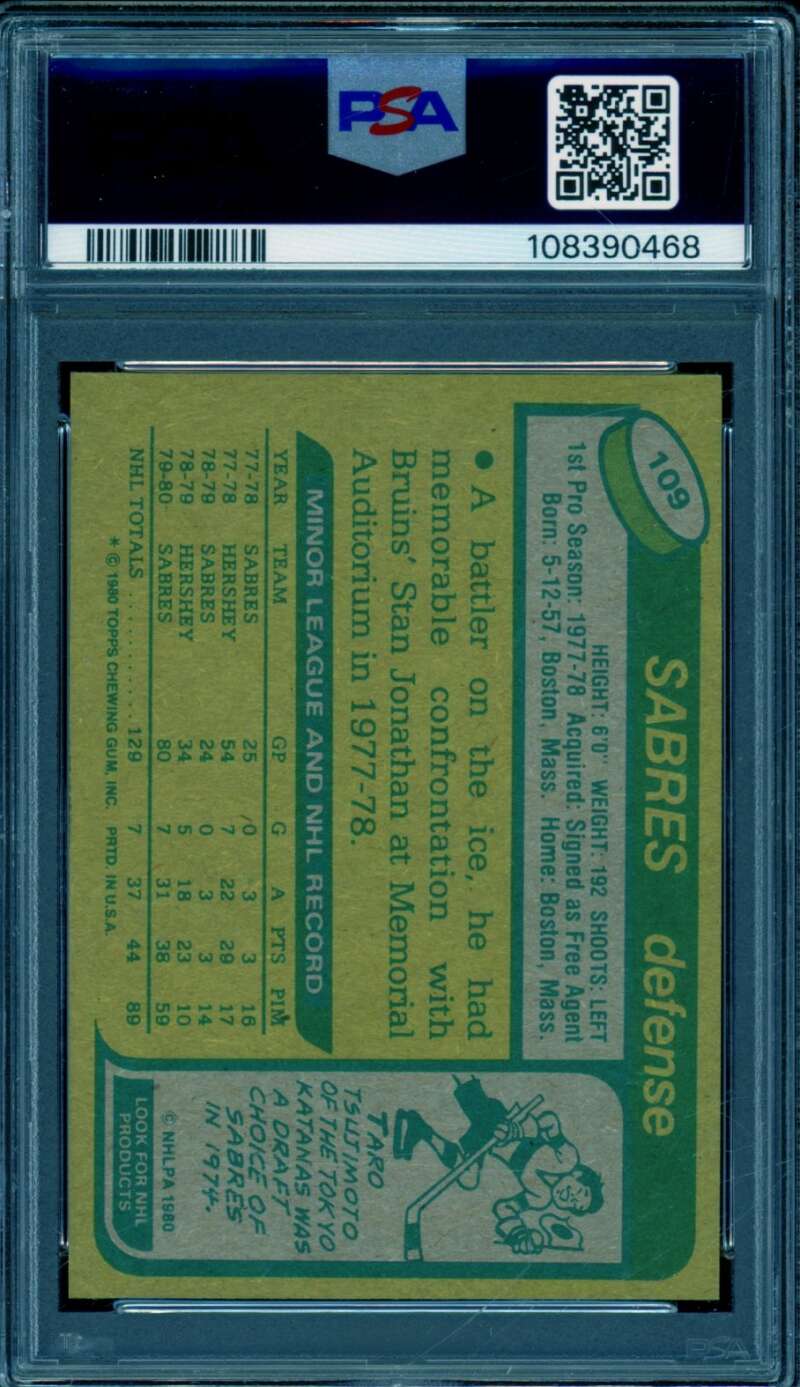 PSA
108390468
109
SABRES defense
HEIGHT: 6'0" WEIGHT: 192 SHOOTS: LEFT
1st Pro Season: 1977-78 Acquired: Signed as Free Agent
Born: 5-12-57, Boston, Mass. Home: Boston, Mass.
• A battler on the ice, he had
memorable confrontation with
Bruins' Stan Jonathan at Memorial
Auditorium in 1977-78.
MINOR LEAGUE AND NHL RECORD
YEAR TEAM GP G A PTS PIM
77-78 SABRES 25 0 3 3 16
77-78 HERSHEY 54 7 22 29 17
78-79 SABRES 24 0 3 3 14
78-79 HERSHEY 34 5 18 23 10
79-80 SABRES 80 7 31 38 59
NHL TOTALS ........... 129 7 37 44 89
* © 1980 TOPPS CHEWING GUM, INC. PRTD. IN U.S.A.
TARO
TSUJIMOTO
OF THE TOKYO
KATANAS WAS
A DRAFT
CHOICE OF
SABRES
IN 1974.
© NHLPA 1980
LOOK FOR NHL
PRODUCTS
PSA